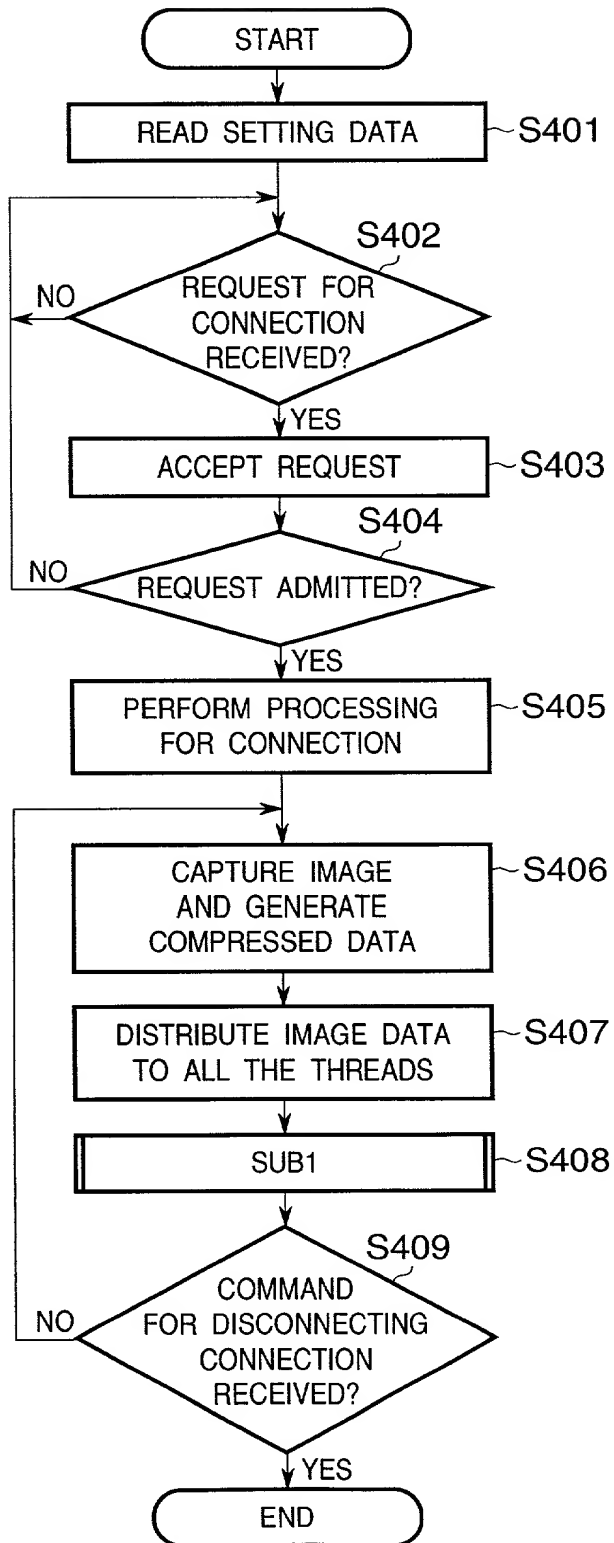 START
READ SETTING DATA
S401
S402
NO
REQUEST FOR
CONNECTION
RECEIVED?
YES
ACCEPT REQUEST
S403
S404
NO
REQUEST ADMITTED?
YES
PERFORM PROCESSING
FOR CONNECTION
S405
CAPTURE IMAGE
AND GENERATE
COMPRESSED DATA
S406
DISTRIBUTE IMAGE DATA
TO ALL THE THREADS
S407
SUB1
S408
S409
NO
COMMAND
FOR DISCONNECTING
CONNECTION
RECEIVED?
YES
END